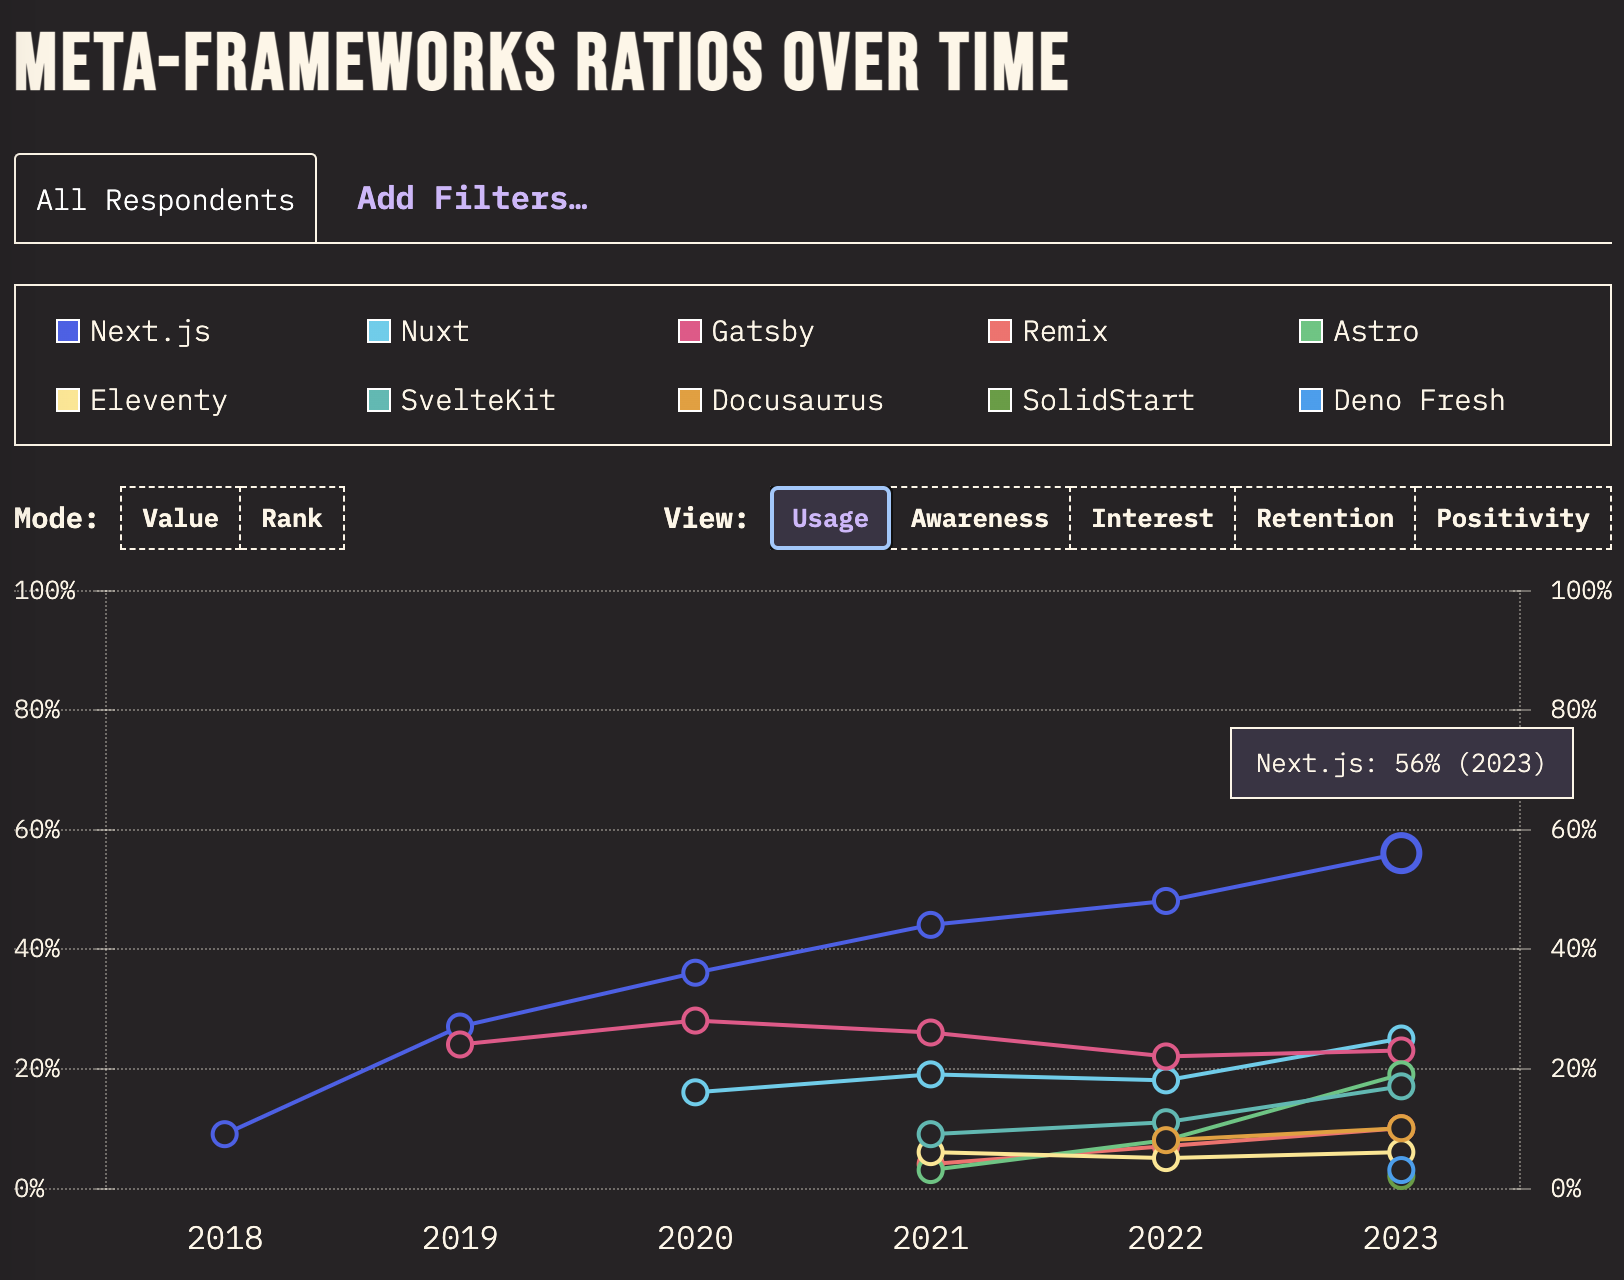 META-FRAMEWORKS RATIOS OVER TIME
All Respondents Add Filters…
Next.js Nuxt Gatsby Remix Astro
Eleventy SvelteKit Docusaurus SolidStart Deno Fresh
Mode: Value Rank View: Usage Awareness Interest Retention Positivity
100% 100%
80% 80%
Next.js: 56% (2023)
60% 60%
40% 40%
20% 20%
0% 0%
2018 2019 2020 2021 2022 2023